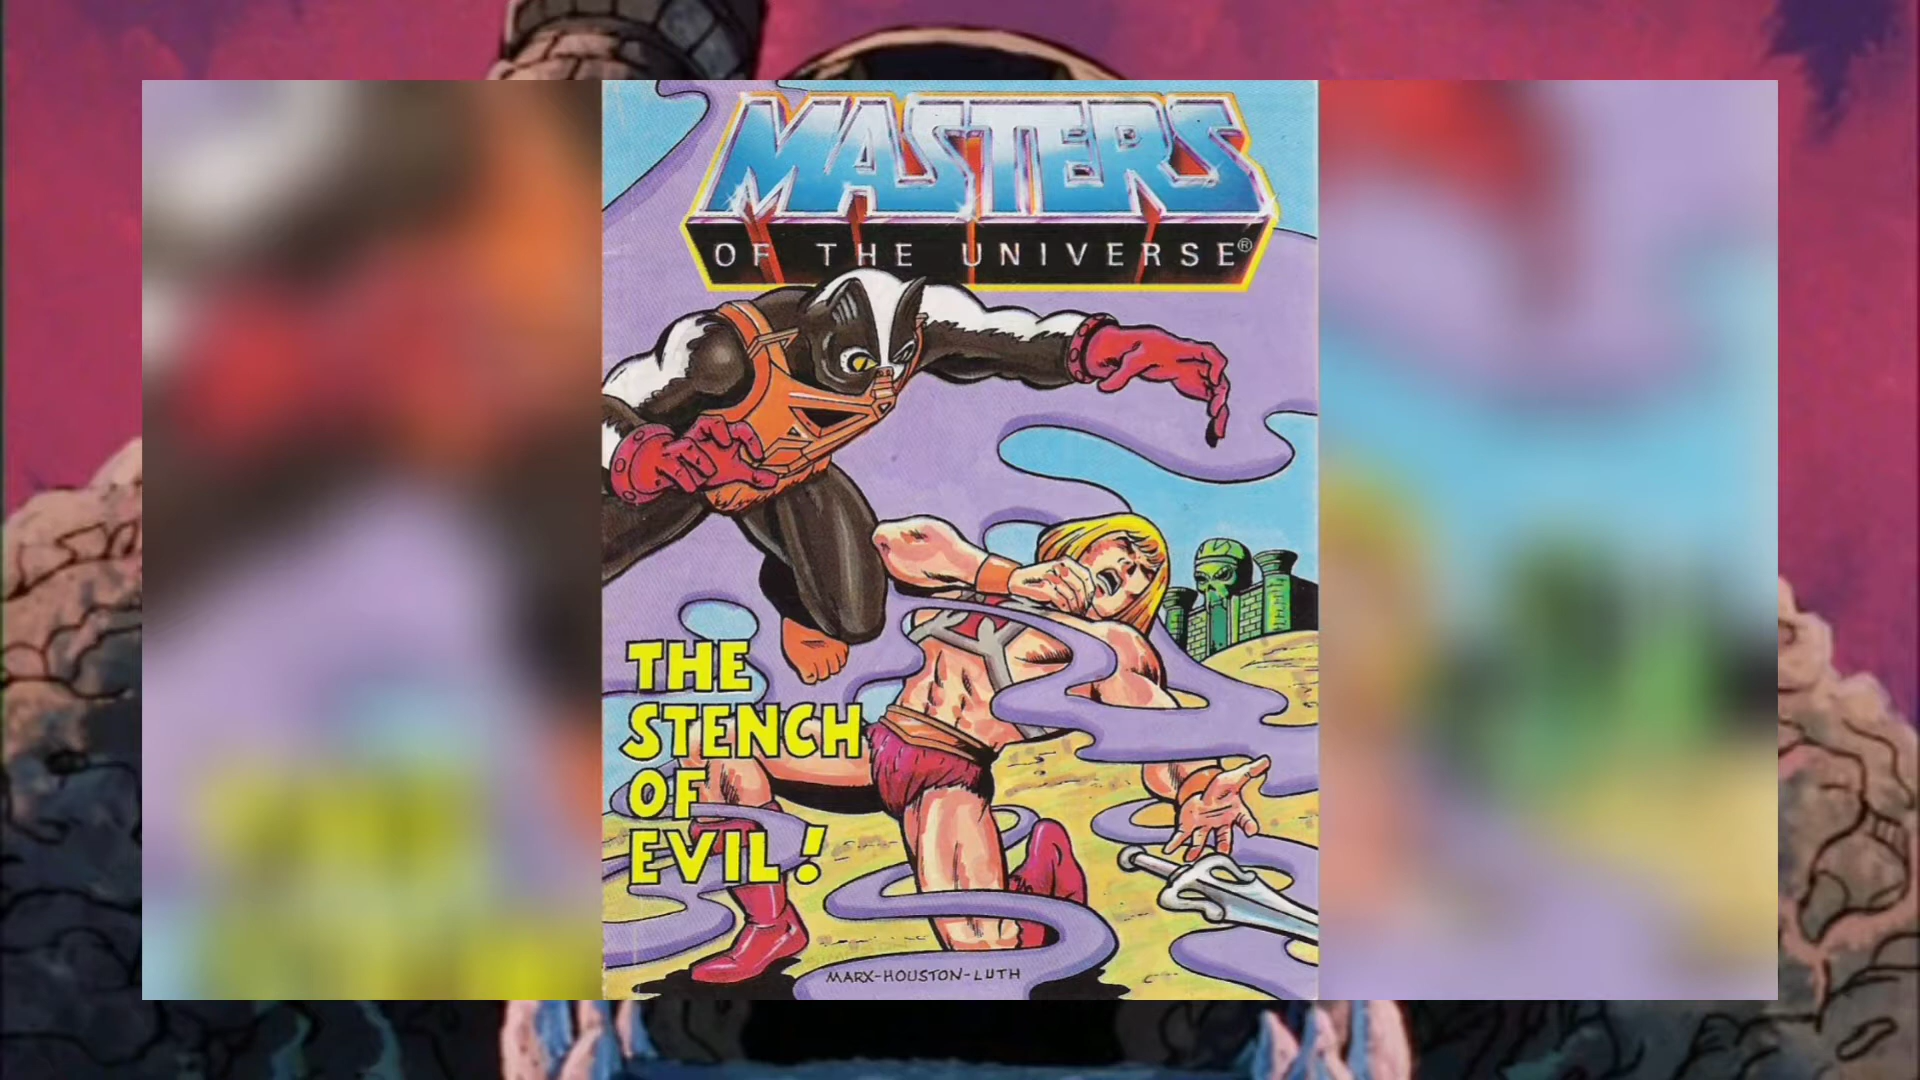 MASTERS
OF THE UNIVERSE®
THE
STENCH
OF
EVIL!
MARX-HOUSTON-LUTH